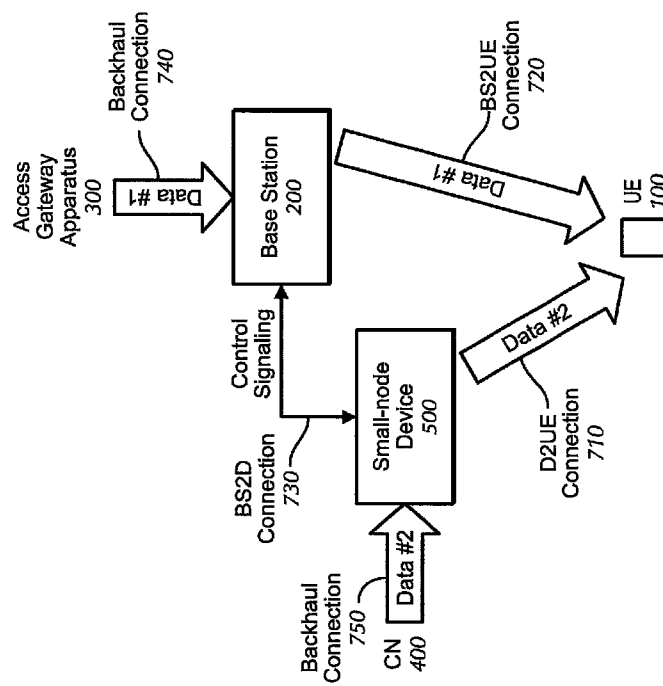 Access
Gateway
Apparatus
300
Backhaul
Connection
740
Data #1
Base Station
200
BS2UE
Connection
720
Data #1
UE
100
Control
Signaling
BS2D
Connection
730
Small-node
Device
500
Data #2
D2UE
Connection
710
Backhaul
Connection
750
Data #2
CN
400